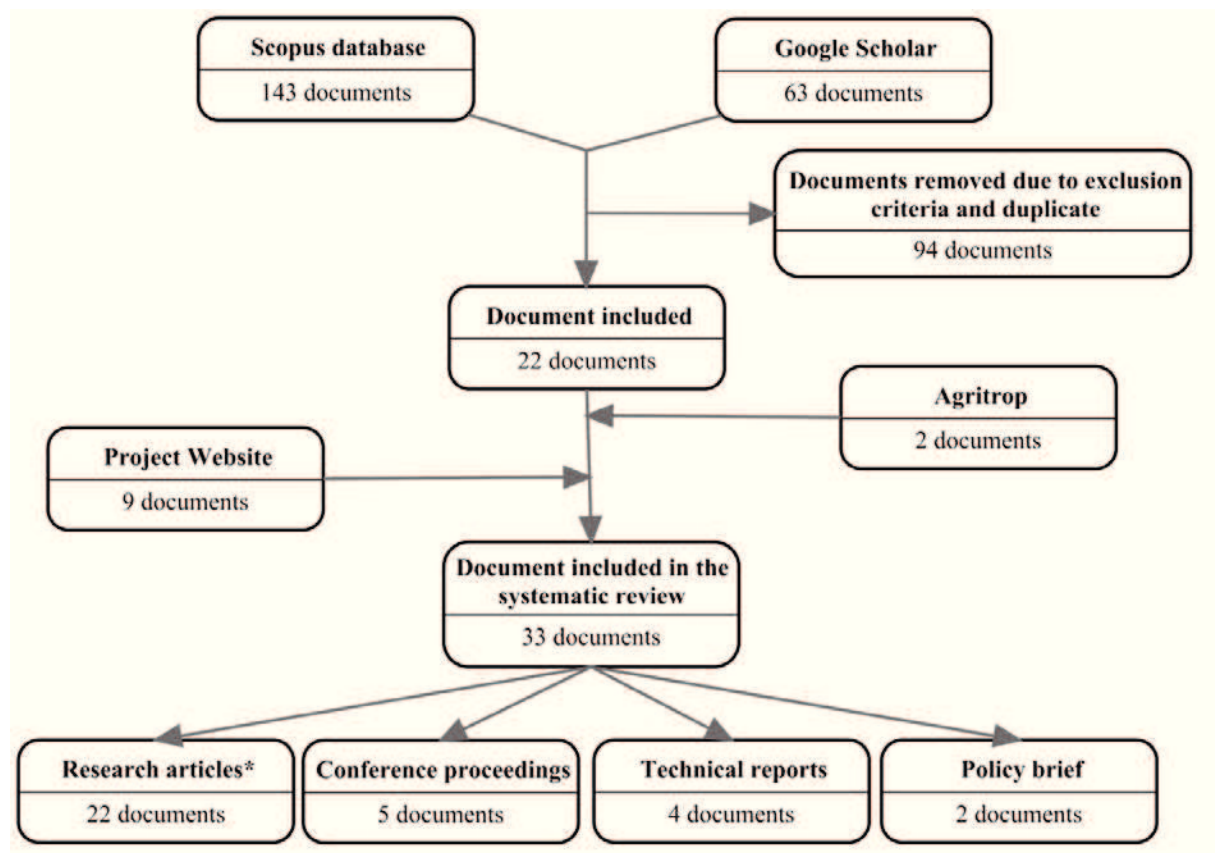 Scopus database
143 documents
Google Scholar
63 documents
Documents removed due to exclusion
criteria and duplicate
94 documents
Document included
22 documents
Agritrop
2 documents
Project Website
9 documents
Document included in the
systematic review
33 documents
Research articles*
22 documents
Conference proceedings
5 documents
Technical reports
4 documents
Policy brief
2 documents